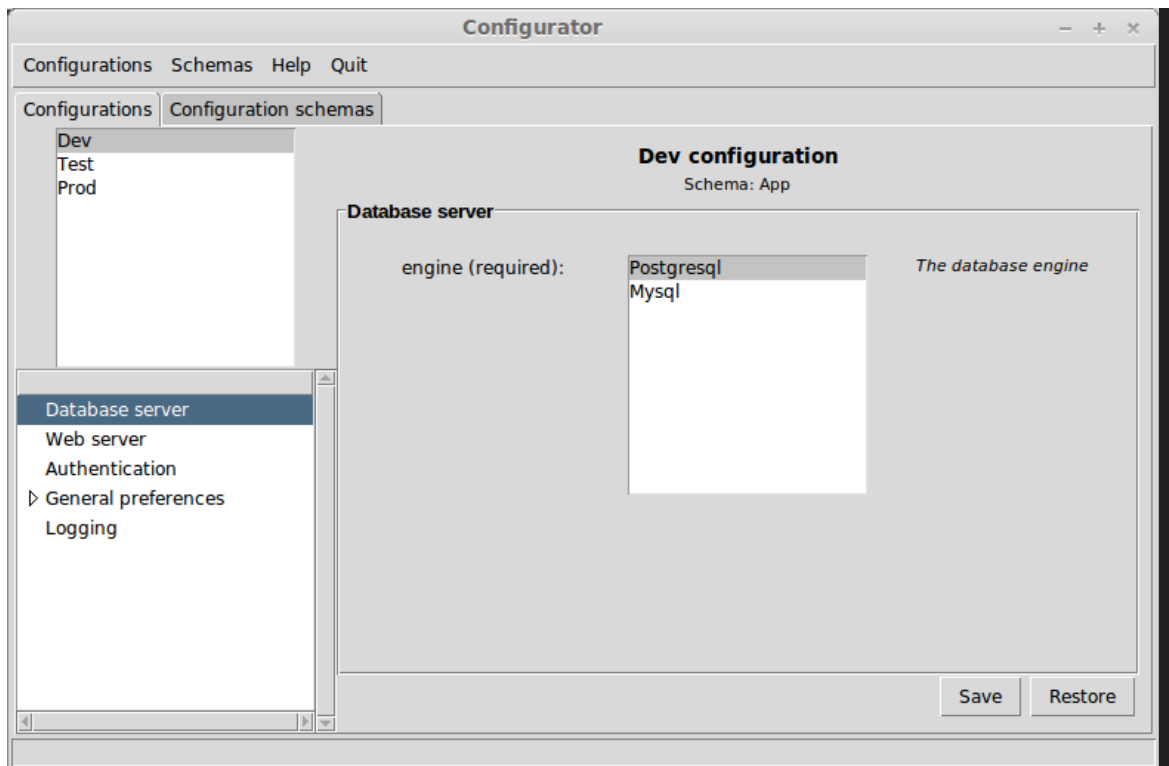 Configurator
Configurations Schemas Help Quit
Configurations Configuration schemas
Dev
Test
Prod
Database server
Web server
Authentication
General preferences
Logging
Dev configuration
Schema: App
Database server
engine (required):
Postgresql
Mysql
The database engine
Save Restore